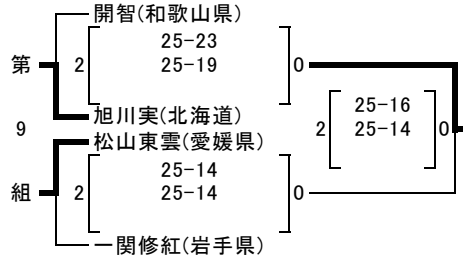 開智(和歌山県)
25-23
第 2 25-19 0
旭川実(北海道)
25-16
9 2 25-14 0
松山東雲(愛媛県)
25-14
組 2 25-14 0
一関修紅(岩手県)